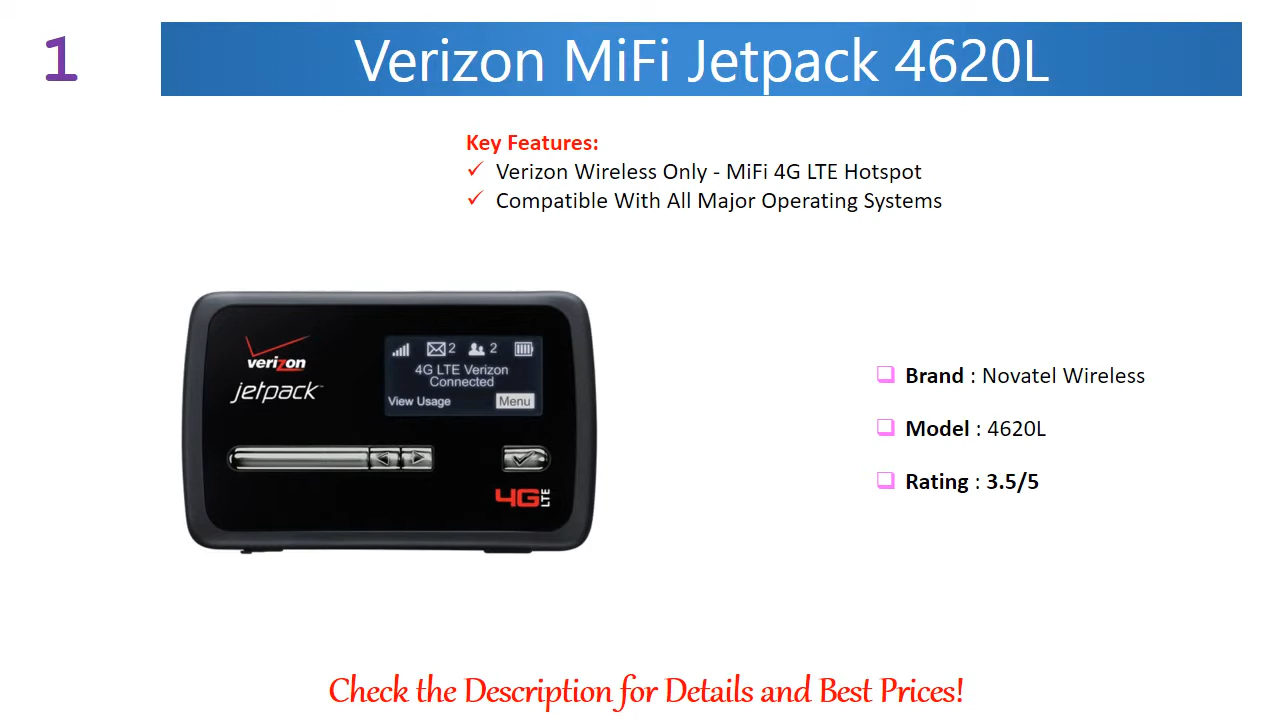 1
Verizon MiFi Jetpack 4620L
Key Features:
✓ Verizon Wireless Only - MiFi 4G LTE Hotspot
✓ Compatible With All Major Operating Systems
verizon
jetpack™
2 2
4G LTE Verizon
Connected
View Usage Menu
4G LTE
❑ Brand : Novatel Wireless
❑ Model : 4620L
❑ Rating : 3.5/5
Check the Description for Details and Best Prices!